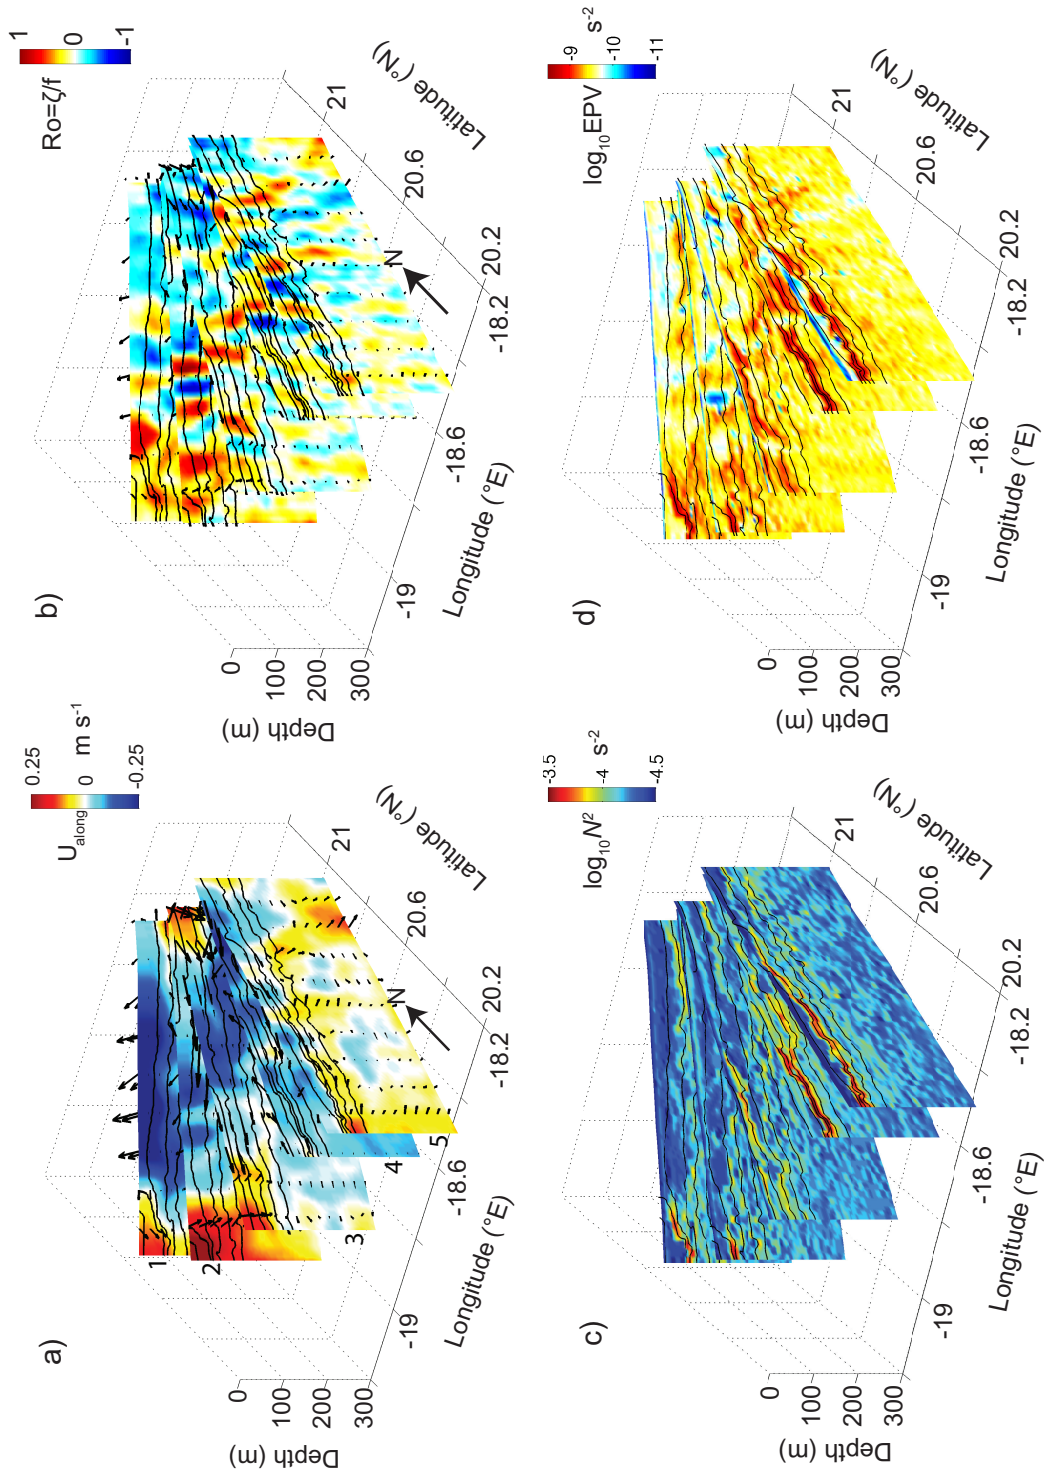 a)
U along
0.25
0 m s⁻¹
-0.25
1
2
3
4
5
N
0
100
200
300
Depth (m)
-19
-18.6
-18.2
Longitude (°E)
20.2
20.6
21
Latitude (°N)
b)
Ro=ζ/f
1
0
-1
N
0
100
200
300
Depth (m)
-19
-18.6
-18.2
Longitude (°E)
20.2
20.6
21
Latitude (°N)
c)
log₁₀N²
-3.5
-4 s⁻²
-4.5
0
100
200
300
Depth (m)
-19
-18.6
-18.2
Longitude (°E)
20.2
20.6
21
Latitude (°N)
d)
log₁₀EPV
-9 s⁻²
-10
-11
0
100
200
300
Depth (m)
-19
-18.6
-18.2
Longitude (°E)
20.2
20.6
21
Latitude (°N)